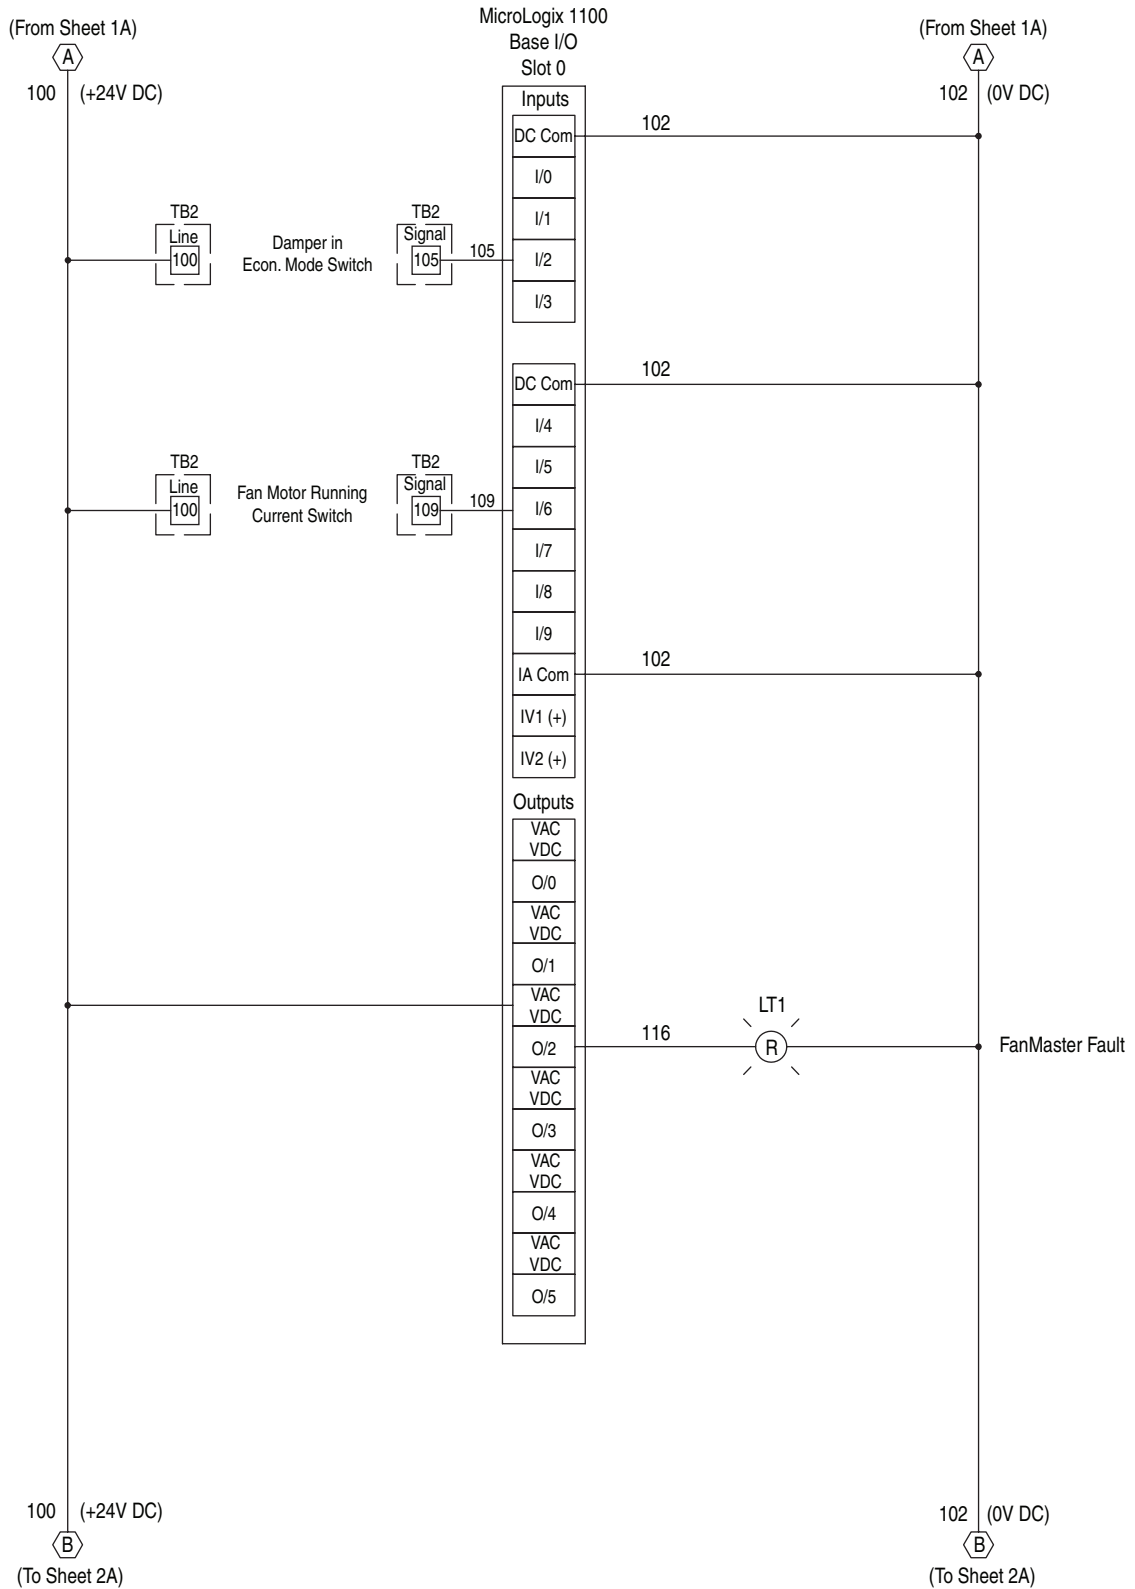 (From Sheet 1A)
A
100 (+24V DC)
MicroLogix 1100
Base I/O
Slot 0
(From Sheet 1A)
A
102 (0V DC)
Inputs
DC Com
102
I/0
I/1
TB2
Line
100
Damper in
Econ. Mode Switch
TB2
Signal
105
105
I/2
I/3
DC Com
102
I/4
I/5
TB2
Line
100
Fan Motor Running
Current Switch
TB2
Signal
109
109
I/6
I/7
I/8
I/9
IA Com
102
IV1 (+)
IV2 (+)
Outputs
VAC
VDC
O/0
VAC
VDC
O/1
VAC
VDC
O/2
116
LT1
R
FanMaster Fault
VAC
VDC
O/3
VAC
VDC
O/4
VAC
VDC
O/5
100 (+24V DC)
B
(To Sheet 2A)
102 (0V DC)
B
(To Sheet 2A)